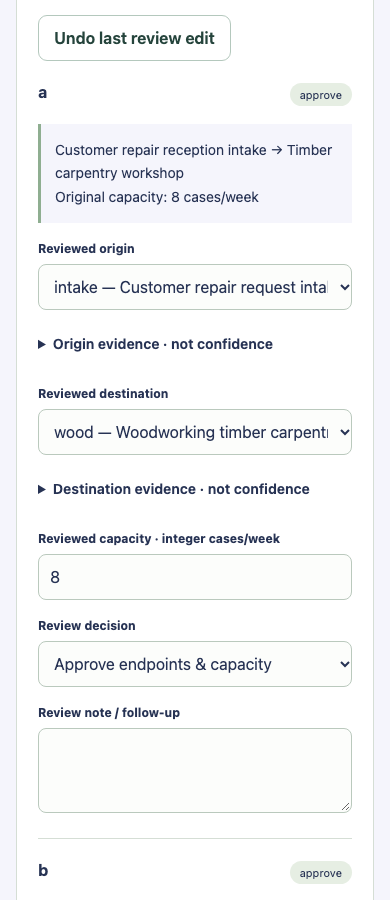 Undo last review edit
a
approve
Customer repair reception intake → Timber
carpentry workshop
Original capacity: 8 cases/week
Reviewed origin
intake — Customer repair request
Origin evidence · not confidence
Reviewed destination
wood — Woodworking timber
Destination evidence · not confidence
Reviewed capacity · integer cases/week
8
Review decision
Approve endpoints & capacity
Review note / follow-up
b
approve